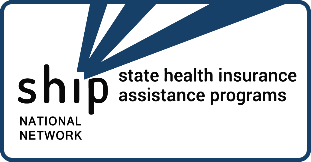 ship
state health insurance
assistance programs
NATIONAL
NETWORK